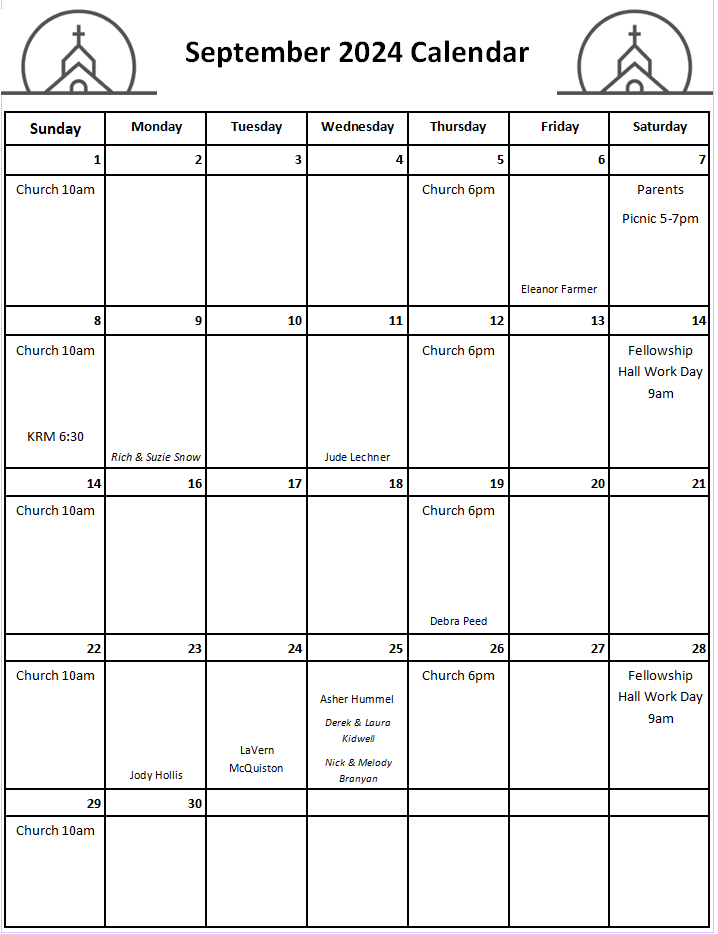 September 2024 Calendar
Sunday Monday Tuesday Wednesday Thursday Friday Saturday
1 2 3 4 5 6 7
Church 10am Church 6pm Parents
Picnic 5-7pm
Eleanor Farmer
8 9 10 11 12 13 14
Church 10am Church 6pm Fellowship
Hall Work Day
9am
KRM 6:30
Rich & Suzie Snow Jude Lechner
14 16 17 18 19 20 21
Church 10am Church 6pm
Debra Peed
22 23 24 25 26 27 28
Church 10am Church 6pm Fellowship
Hall Work Day
Asher Hummel
9am
Derek & Laura
Kidwell
LaVern
Nick & Melody
McQuiston
Jody Hollis Branyan
29 30
Church 10am